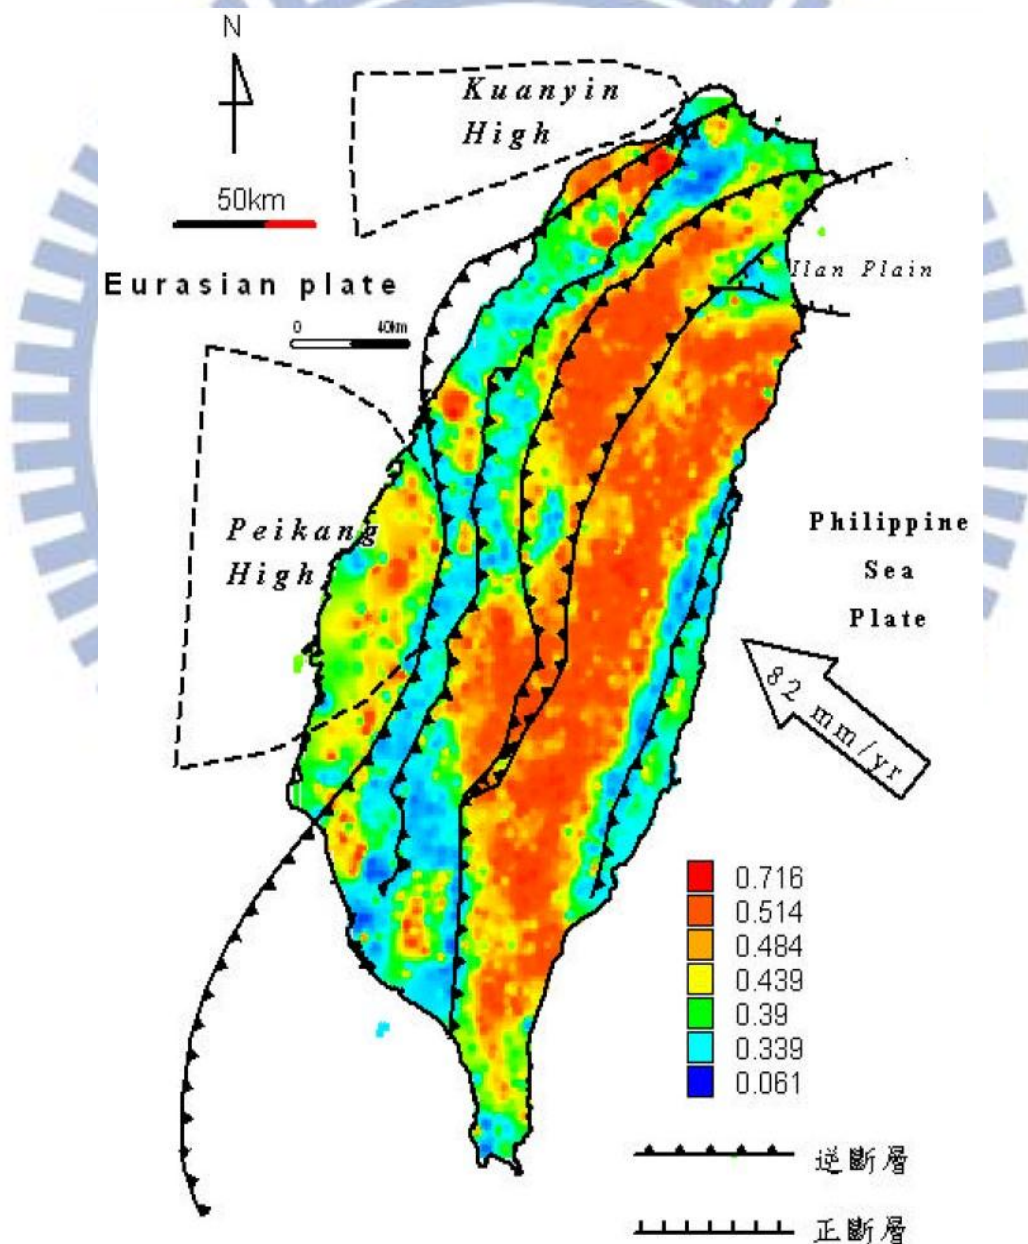 N
Kuanyin
High
50km
Eurasian plate
Ilan Plain
0 40km
Peikang
High
Philippine
Sea
Plate
82 mm/yr
0.716
0.514
0.484
0.439
0.39
0.339
0.061
逆斷層
正斷層